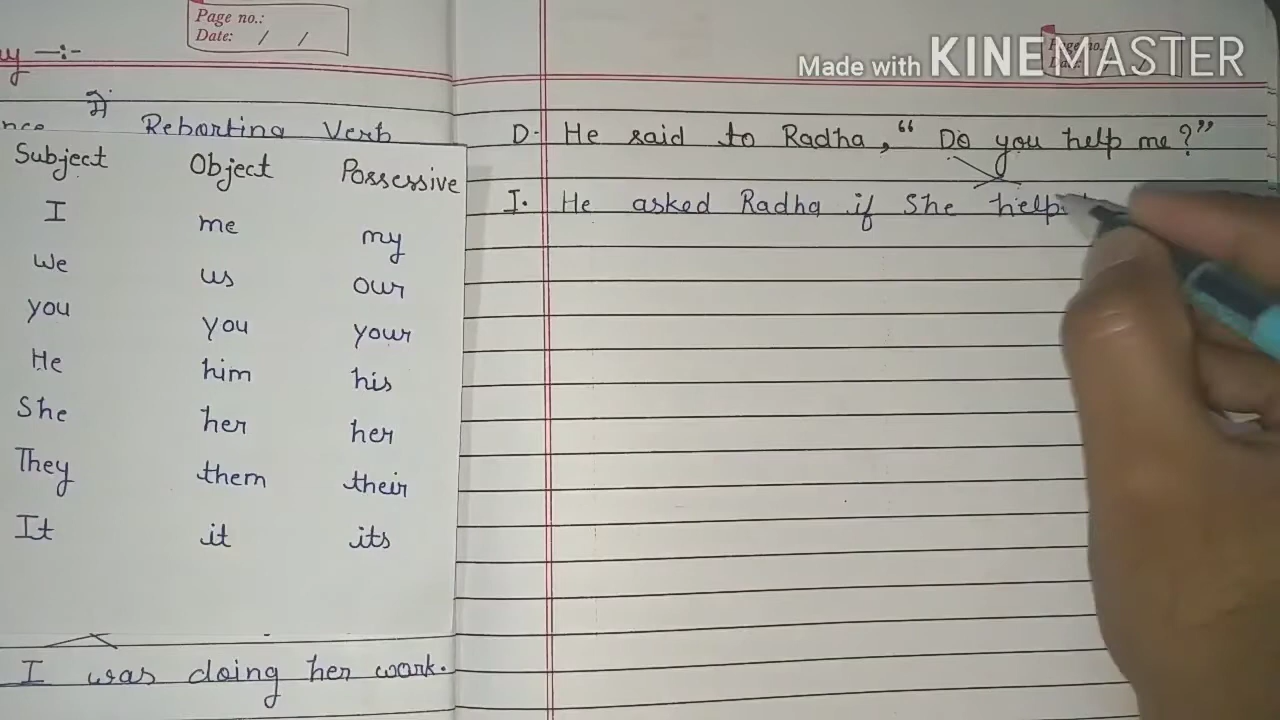 Page no.:
Date: / /
Made with KINEMASTER
में Reporting Verb
Subject Object Possessive
I me my
We us our
you you your
He him his
She her her
They them their
It it its
I was doing her work.
D. He said to Radha, “Do you help me?”
I. He asked Radha if She help